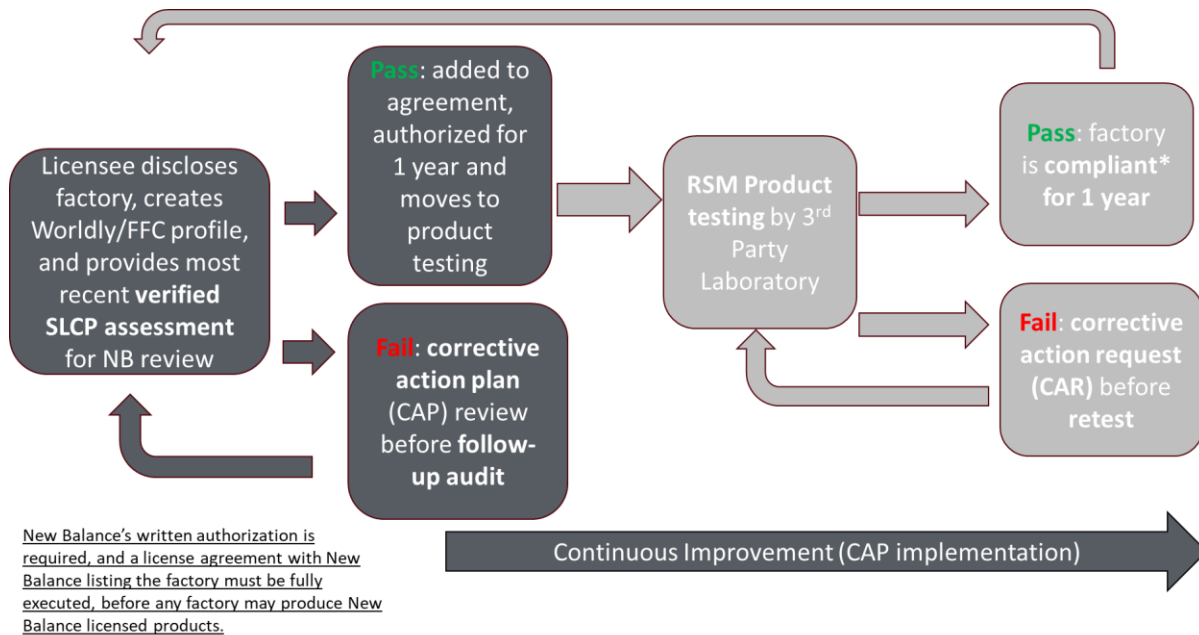 Licensee discloses
factory, creates
Worldly/FFC profile,
and provides most
recent verified
SLCP assessment
for NB review
Pass: added to
agreement,
authorized for
1 year and
moves to
product
testing
Fail: corrective
action plan
(CAP) review
before follow-
up audit
RSM Product
testing by 3rd
Party
Laboratory
Pass: factory
is compliant*
for 1 year
Fail: corrective
action request
(CAR) before
retest
New Balance’s written authorization is
required, and a license agreement with New
Balance listing the factory must be fully
executed, before any factory may produce New
Balance licensed products.
Continuous Improvement (CAP implementation)